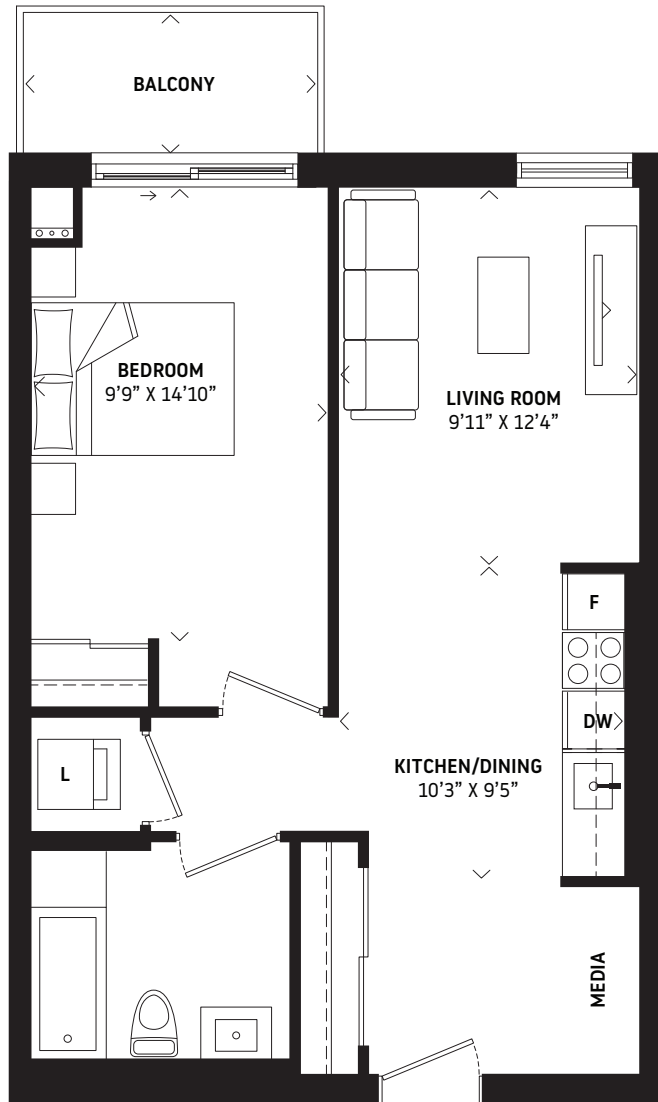 BALCONY
BEDROOM
9’9” X 14’10”
LIVING ROOM
9’11” X 12’4”
F
DW
L
KITCHEN/DINING
10’3” X 9’5”
MEDIA